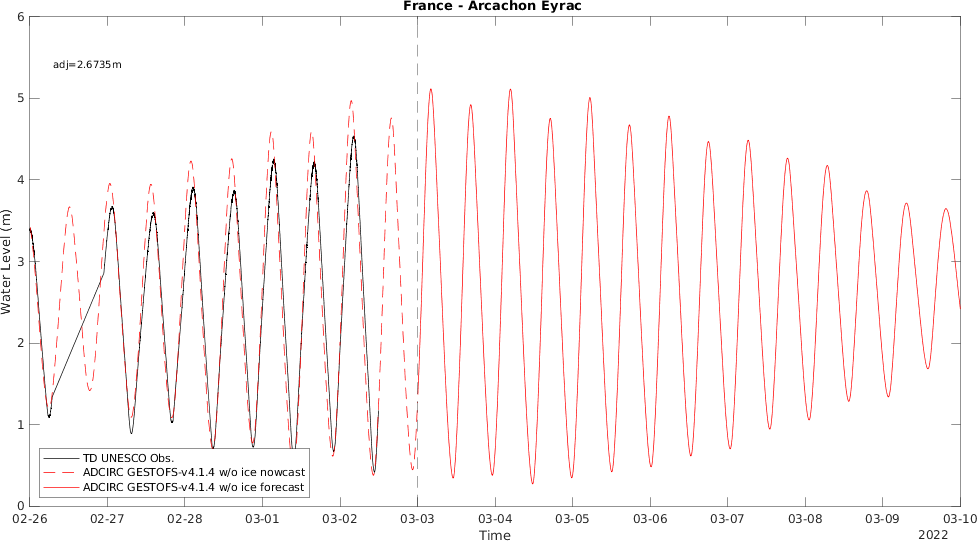 France - Arcachon Eyrac
6
adj=2.6735m
5
4
3
2
1
0
Water Level (m)
TD UNESCO Obs.
ADCIRC GESTOFS-v4.1.4 w/o ice nowcast
ADCIRC GESTOFS-v4.1.4 w/o ice forecast
02-26 02-27 02-28 03-01 03-02 03-03 03-04 03-05 03-06 03-07 03-08 03-09 03-10
Time
2022